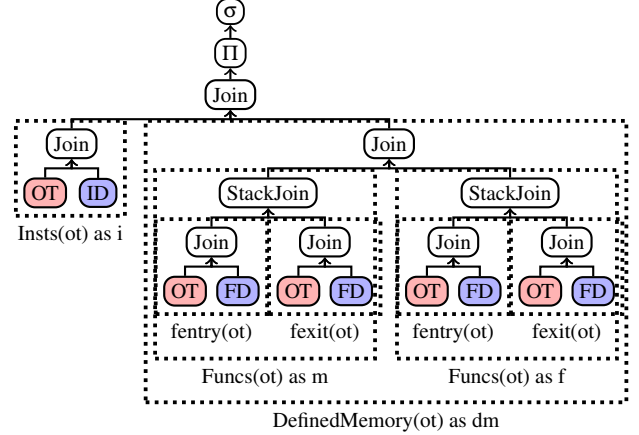 σ
Π
Join
Join Join
OT ID StackJoin StackJoin
Insts(ot) as i
Join Join Join Join
OT FD OT FD OT FD OT FD
fentry(ot) fexit(ot) fentry(ot) fexit(ot)
Funcs(ot) as m Funcs(ot) as f
DefinedMemory(ot) as dm